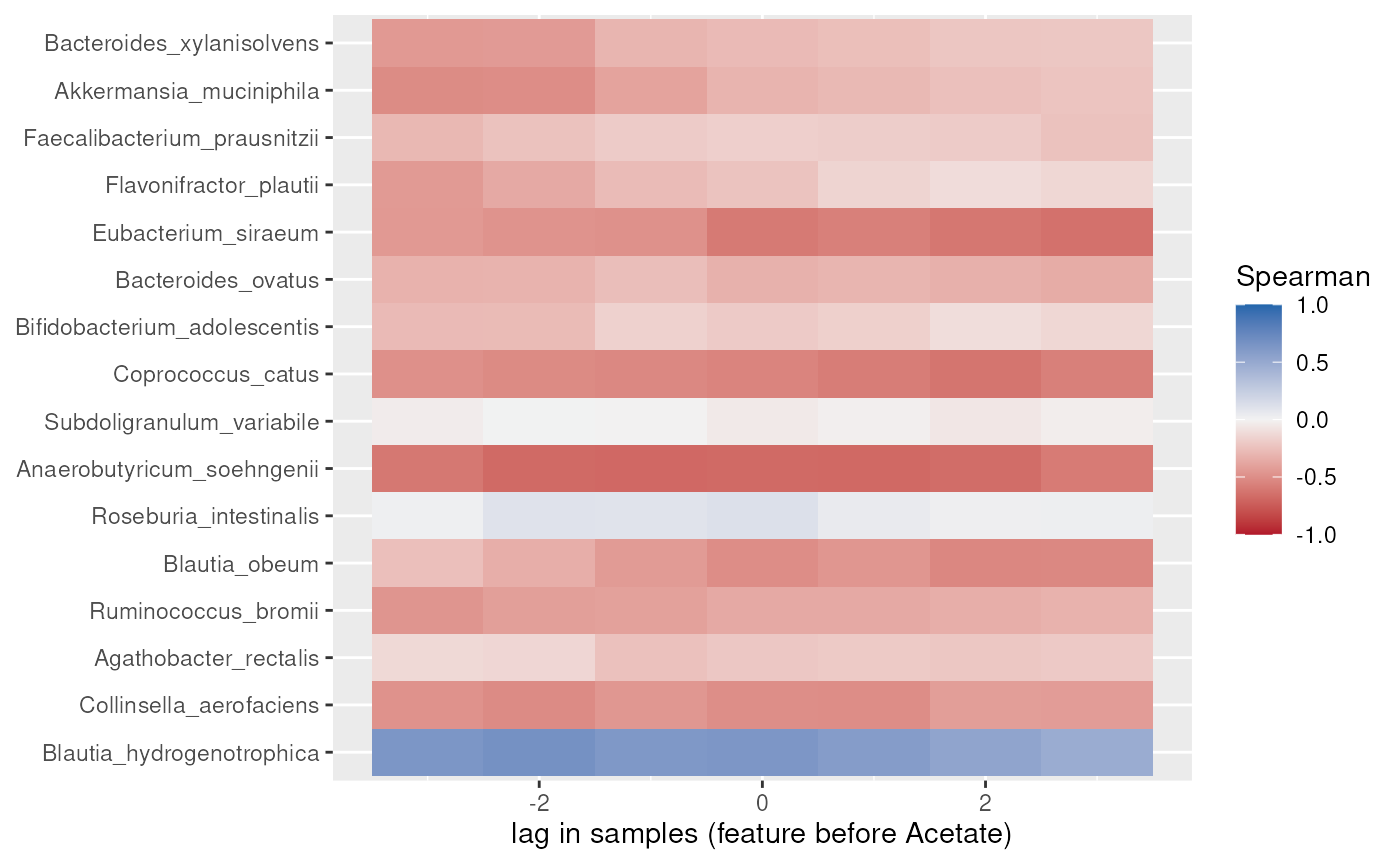 Bacteroides_xylanisolvens
Akkermansia_muciniphila
Faecalibacterium_prausnitzii
Flavonifractor_plautii
Eubacterium_siraeum
Bacteroides_ovatus
Bifidobacterium_adolescentis
Coprococcus_catus
Subdoligranulum_variabile
Anaerobutyricum_soehngenii
Roseburia_intestinalis
Blautia_obeum
Ruminococcus_bromii
Agathobacter_rectalis
Collinsella_aerofaciens
Blautia_hydrogenotrophica
-2 0 2
lag in samples (feature before Acetate)
Spearman
1.0
0.5
0.0
-0.5
-1.0